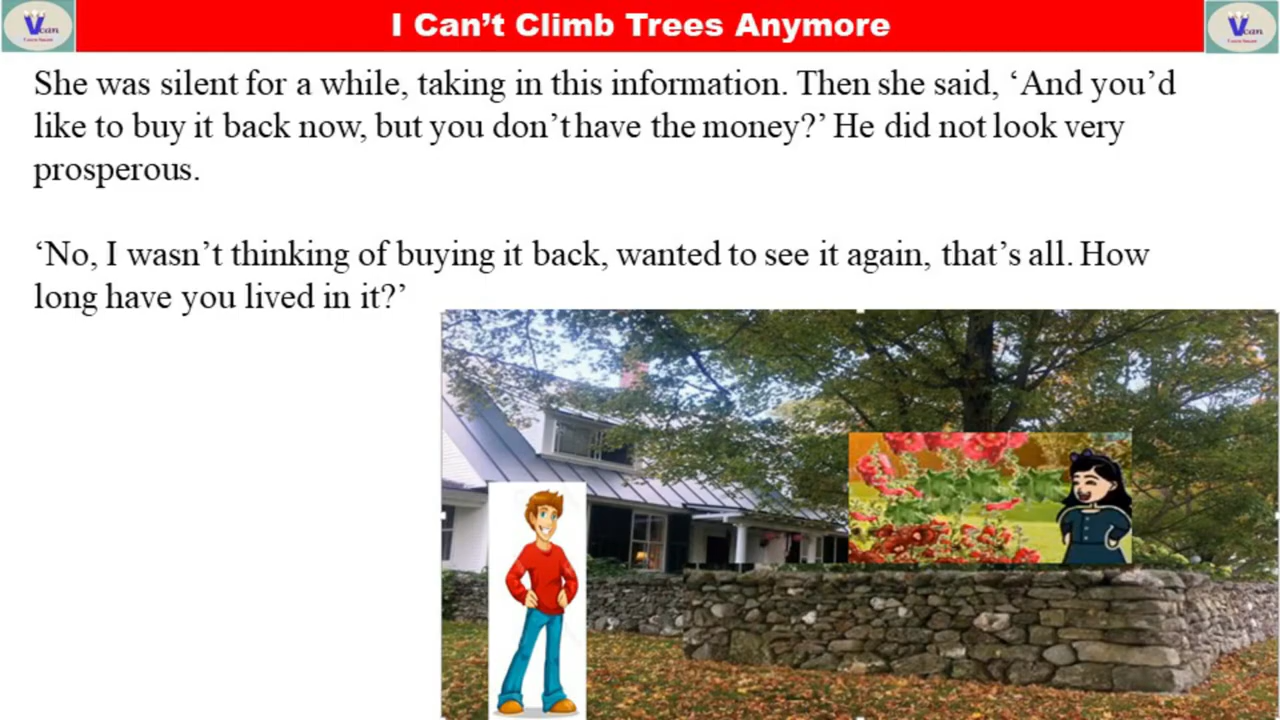 I Can’t Climb Trees Anymore
Vcan
Vcan
She was silent for a while, taking in this information. Then she said, ‘And you’d
like to buy it back now, but you don’t have the money?’ He did not look very
prosperous.
‘No, I wasn’t thinking of buying it back, wanted to see it again, that’s all. How
long have you lived in it?’